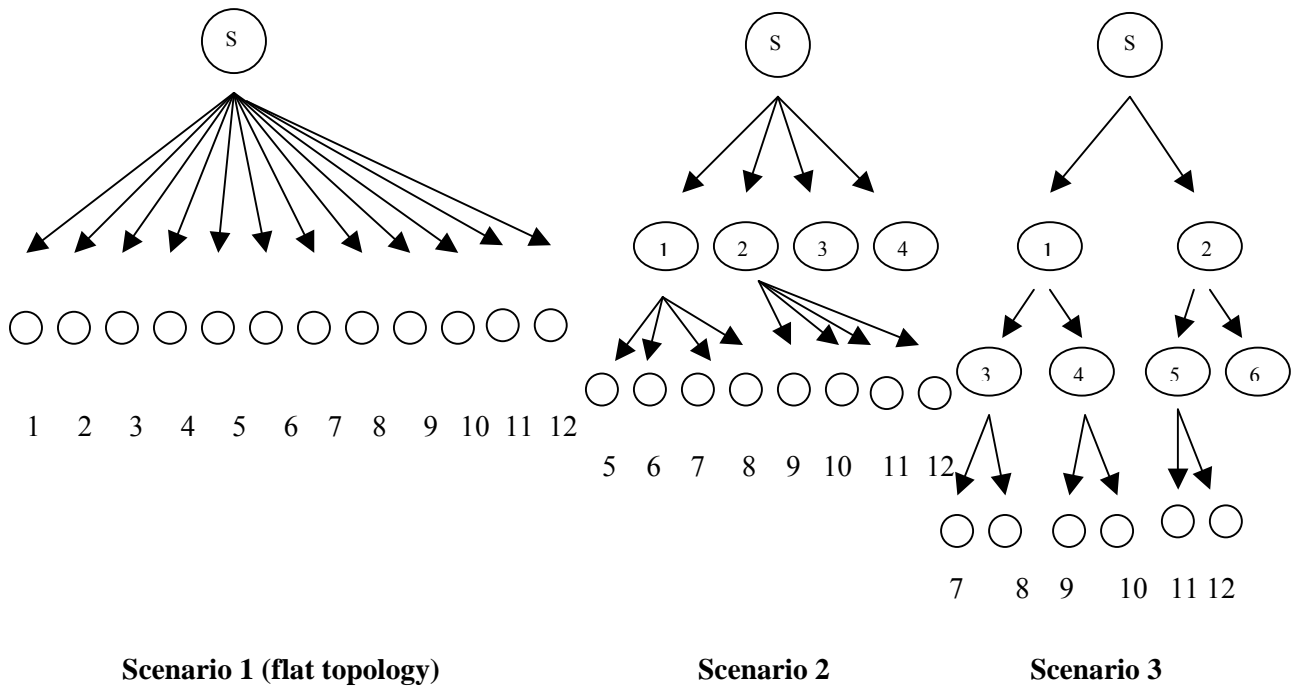 S
S
S
1 2 3 4
1 2
3 4 5 6
1 2 3 4 5 6 7 8 9 10 11 12
5 6 7 8 9 10 11 12
7 8 9 10 11 12
Scenario 1 (flat topology)
Scenario 2
Scenario 3